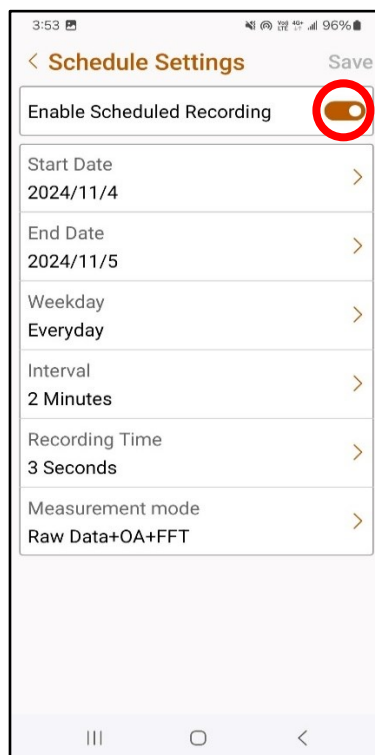 3:53 96%
< Schedule Settings Save
Enable Scheduled Recording
Start Date
2024/11/4
End Date
2024/11/5
Weekday
Everyday
Interval
2 Minutes
Recording Time
3 Seconds
Measurement mode
Raw Data+OA+FFT